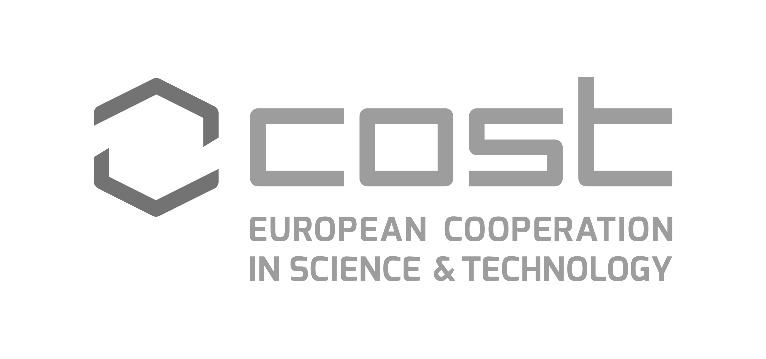 cost
EUROPEAN COOPERATION
IN SCIENCE & TECHNOLOGY